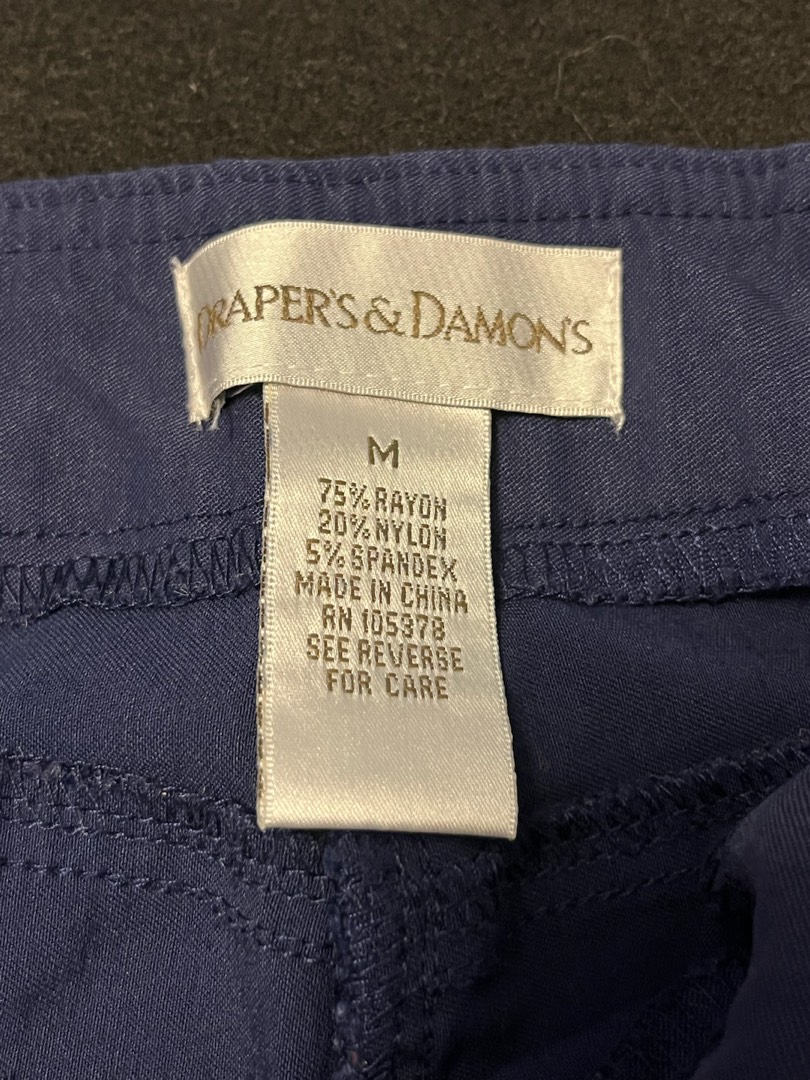 DRAPER'S & DAMON'S
M
75% RAYON
20% NYLON
5% SPANDEX
MADE IN CHINA
RN 105378
SEE REVERSE
FOR CARE